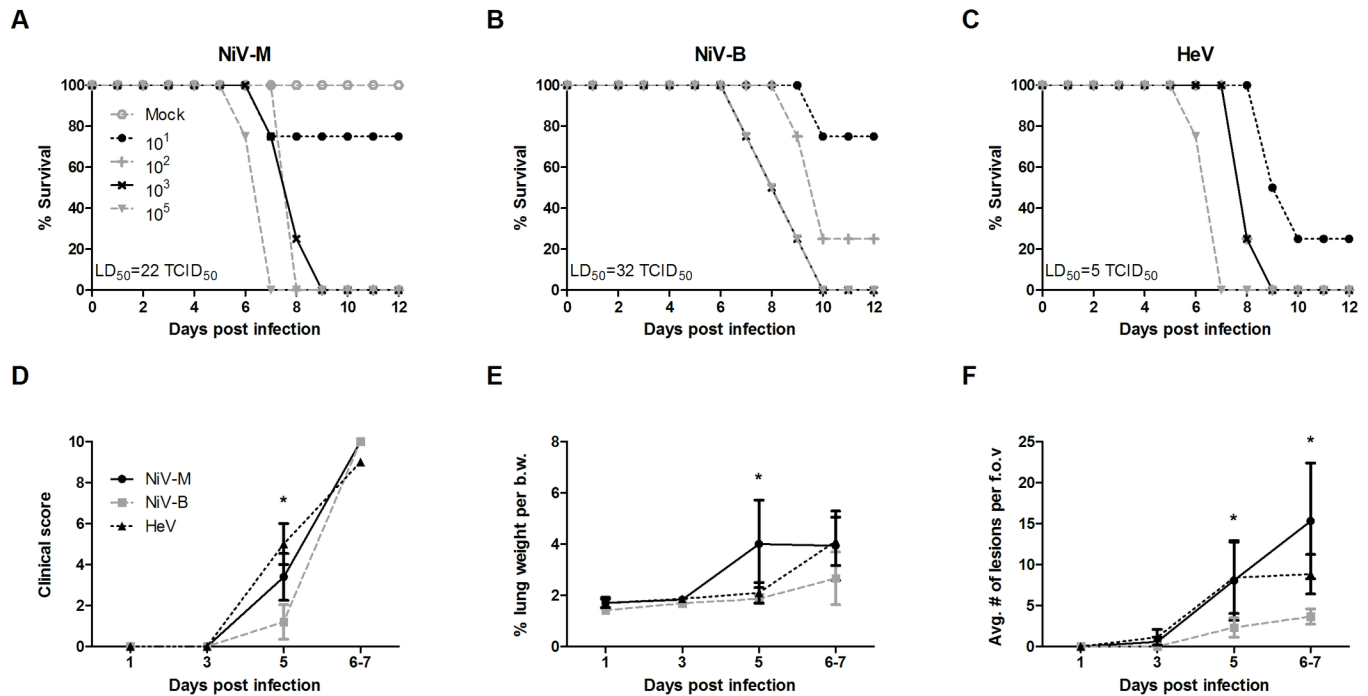 A
NiV-M
% Survival
100
80
60
40
20
0
Mock
10¹
10²
10³
10⁵
LD₅₀=22 TCID₅₀
0 2 4 6 8 10 12
Days post infection
B
NiV-B
% Survival
100
80
60
40
20
0
LD₅₀=32 TCID₅₀
0 2 4 6 8 10 12
Days post infection
C
HeV
% Survival
100
80
60
40
20
0
LD₅₀=5 TCID₅₀
0 2 4 6 8 10 12
Days post infection
D
Clinical score
10
8
6
4
2
0
NiV-M
NiV-B
HeV
*
1 3 5 6-7
Days post infection
E
% lung weight per b.w.
8
6
4
2
0
*
1 3 5 6-7
Days post infection
F
Avg. # of lesions per f.o.v
25
20
15
10
5
0
*
*
1 3 5 6-7
Days post infection